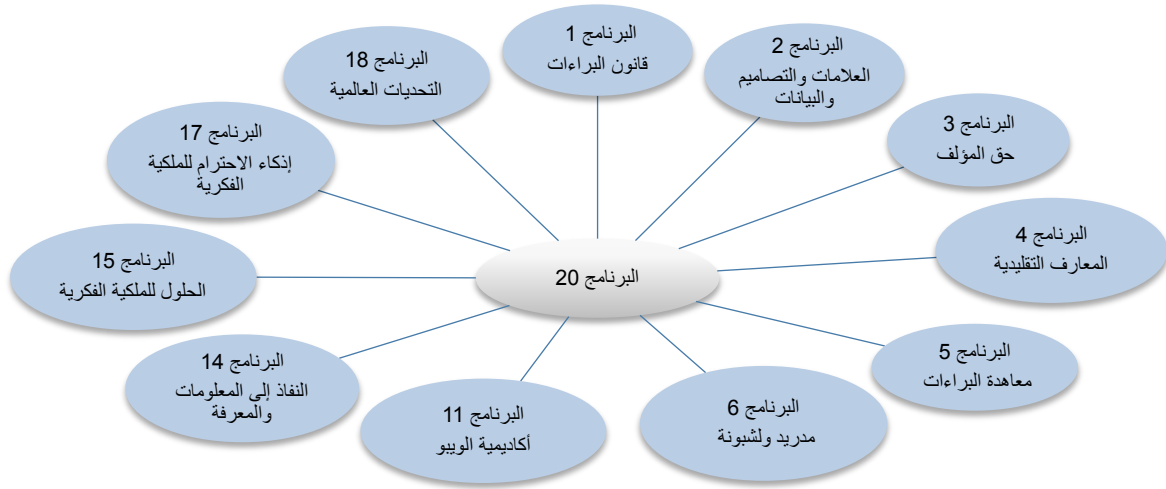 البرنامج 1
قانون البراءات
البرنامج 2
العلامات والتصاميم
والبيانات
البرنامج 3
حق المؤلف
البرنامج 4
المعارف التقليدية
البرنامج 5
معاهدة البراءات
البرنامج 6
مدريد ولشبونة
البرنامج 11
أكاديمية الويبو
البرنامج 14
النفاذ إلى المعلومات
والمعرفة
البرنامج 15
الحلول للملكية الفكرية
البرنامج 17
إذكاء الاحترام للملكية
الفكرية
البرنامج 18
التحديات العالمية
البرنامج 20